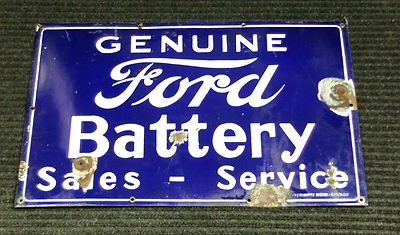 GENUINE
Ford
Battery
Sales - Service